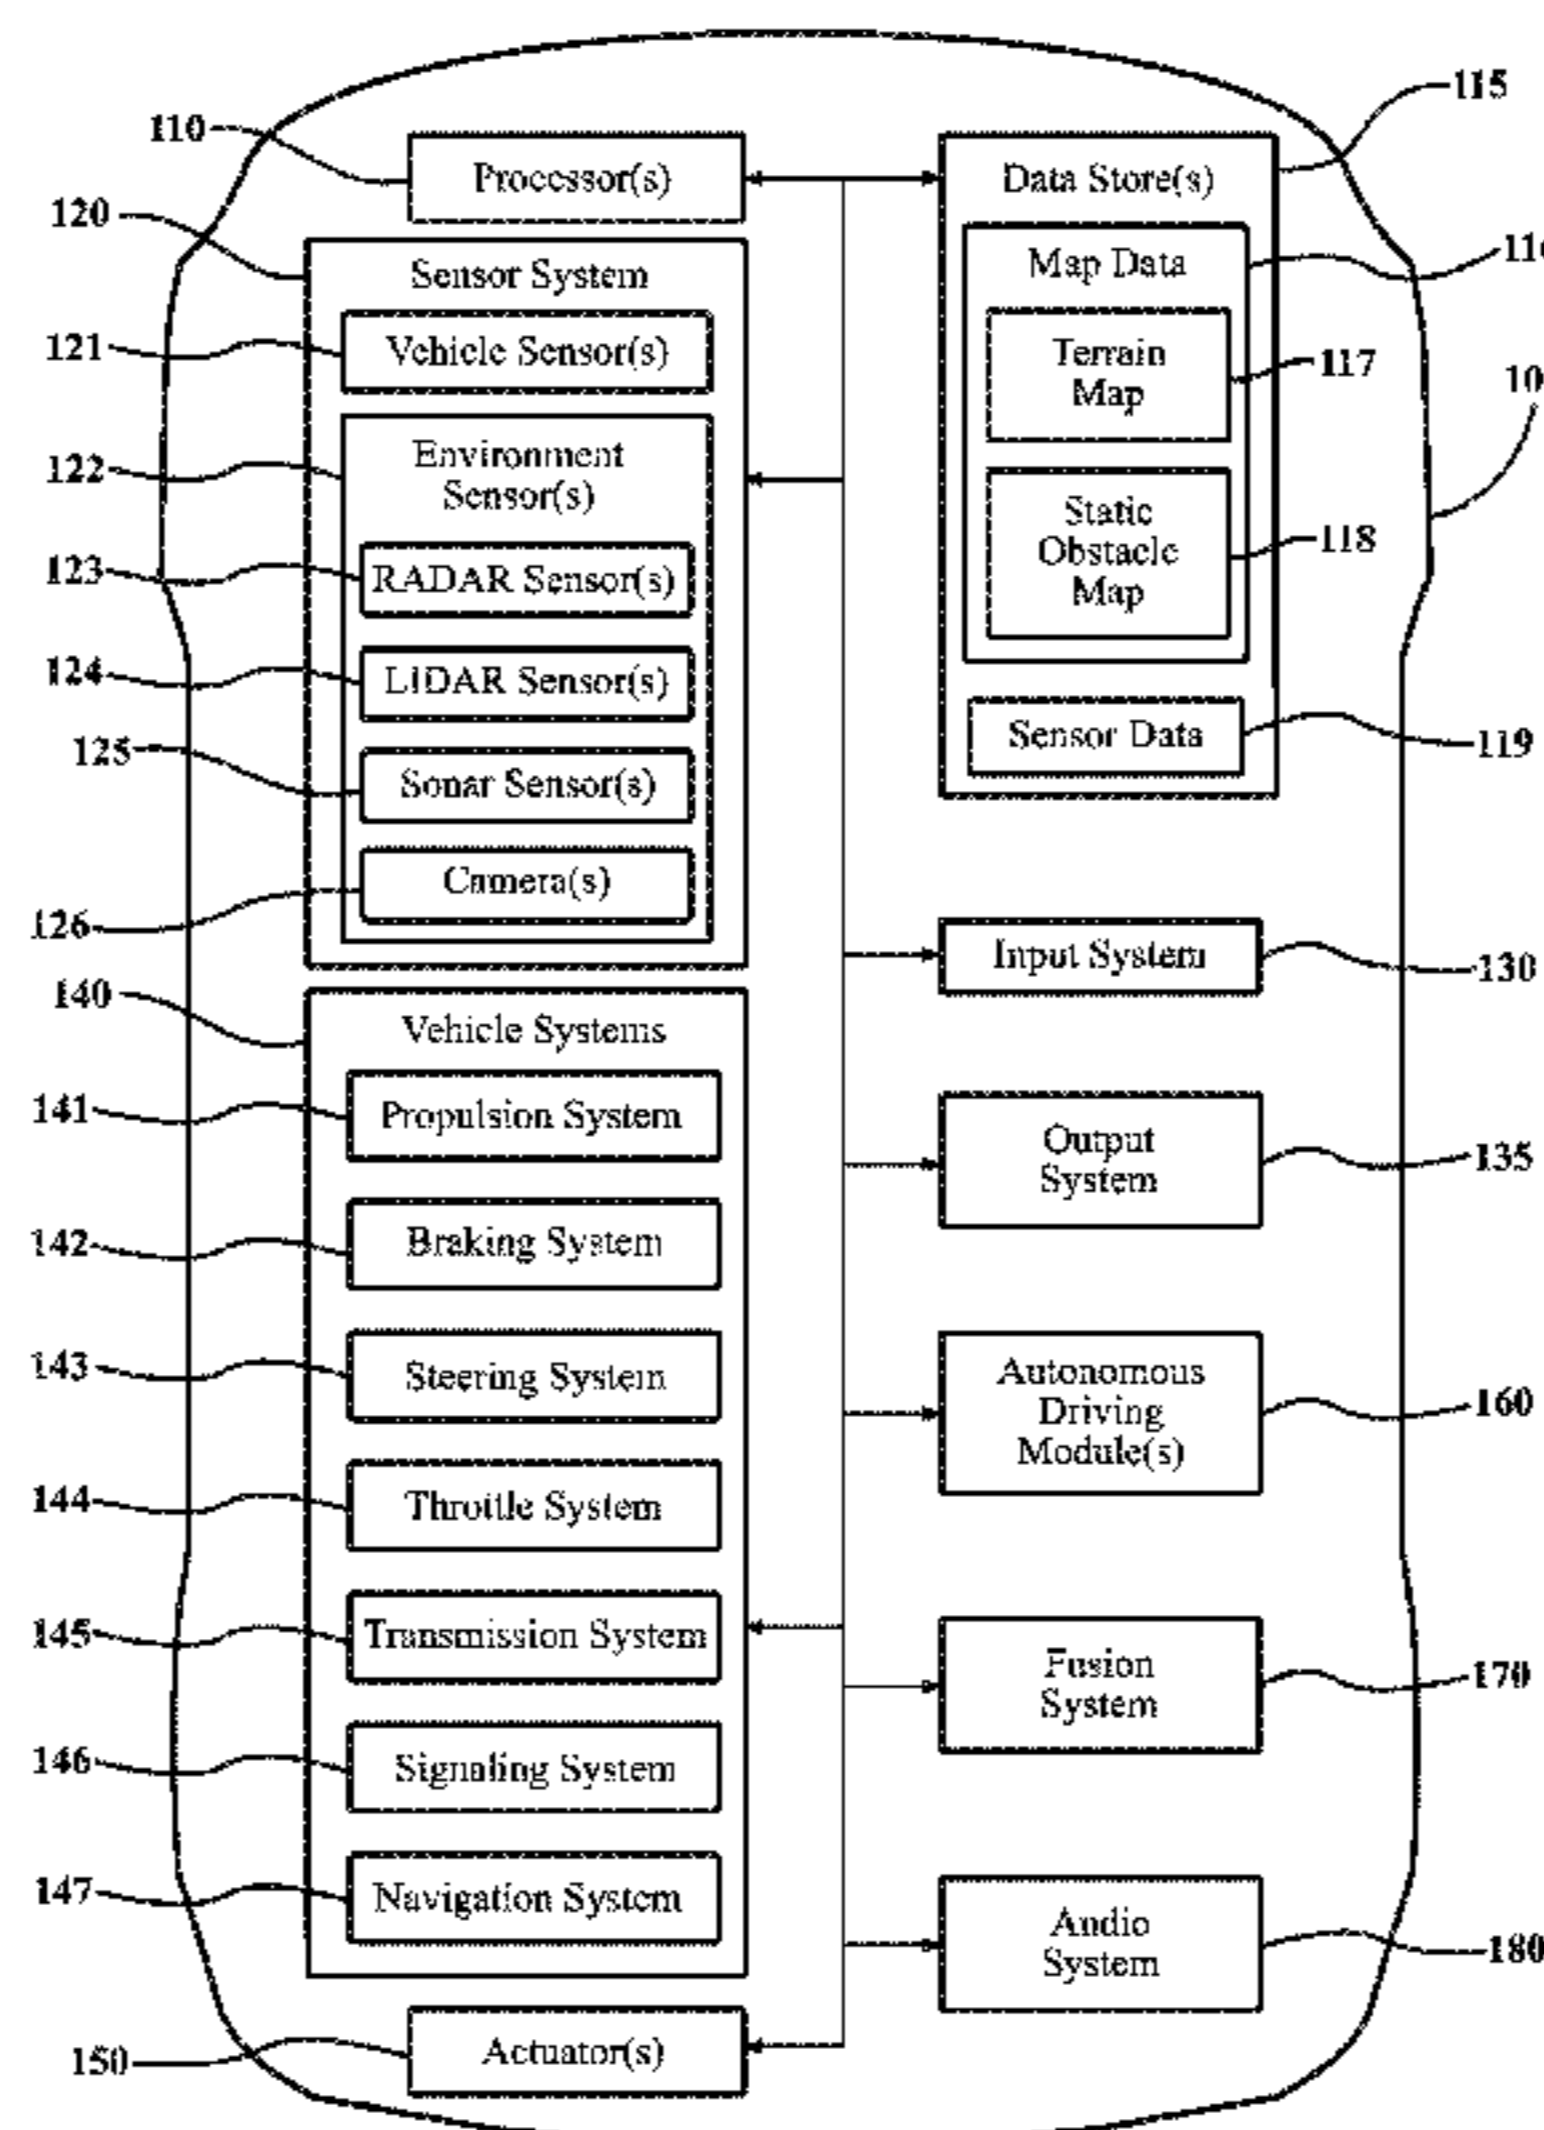 110
Processor(s)
120
Sensor System
121
Vehicle Sensor(s)
122
Environment
Sensor(s)
123
RADAR Sensor(s)
124
LIDAR Sensor(s)
125
Sonar Sensor(s)
126
Camera(s)
140
Vehicle Systems
141
Propulsion System
142
Braking System
143
Steering System
144
Throttle System
145
Transmission System
146
Signaling System
147
Navigation System
150
Actuator(s)
115
Data Store(s)
Map Data
Terrain
Map
117
10
Static
Obstacle
Map
118
Sensor Data
119
Input System
130
Output
System
135
Autonomous
Driving
Module(s)
160
Fusion
System
170
Audio
System
180